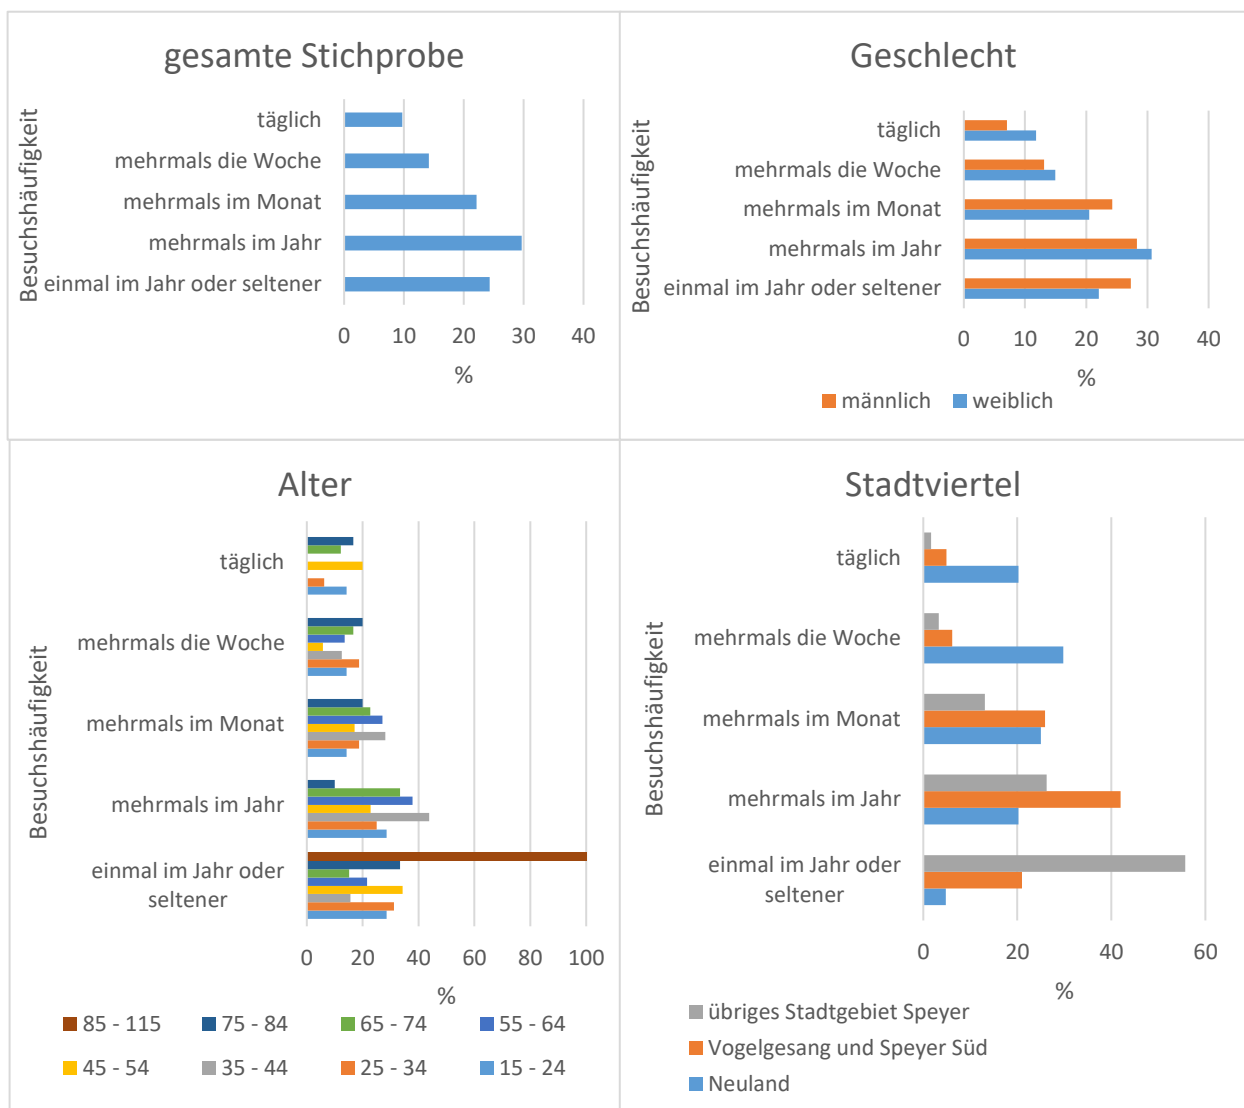 gesamte Stichprobe
Besuchshäufigkeit
täglich
mehrmals die Woche
mehrmals im Monat
mehrmals im Jahr
einmal im Jahr oder seltener
0 10 20 30 40
%
Geschlecht
Besuchshäufigkeit
täglich
mehrmals die Woche
mehrmals im Monat
mehrmals im Jahr
einmal im Jahr oder seltener
0 10 20 30 40
%
männlich weiblich
Alter
Besuchshäufigkeit
täglich
mehrmals die Woche
mehrmals im Monat
mehrmals im Jahr
einmal im Jahr oder
seltener
0 20 40 60 80 100
%
85 - 115 75 - 84 65 - 74 55 - 64
45 - 54 35 - 44 25 - 34 15 - 24
Stadtviertel
Besuchshäufigkeit
täglich
mehrmals die Woche
mehrmals im Monat
mehrmals im Jahr
einmal im Jahr oder
seltener
0 20 40 60
%
übriges Stadtgebiet Speyer
Vogelgesang und Speyer Süd
Neuland